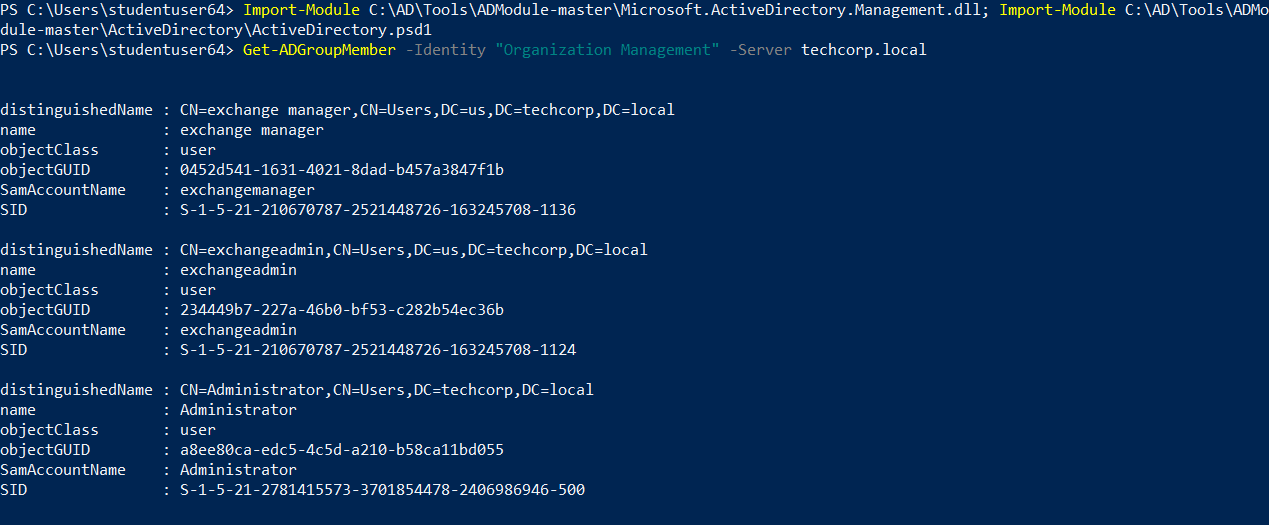 PS C:\Users\studentuser64> Import-Module C:\AD\Tools\ADModule-master\Microsoft.ActiveDirectory.Management.dll; Import-Module C:\AD\Tools\ADMo
dule-master\ActiveDirectory\ActiveDirectory.psd1
PS C:\Users\studentuser64> Get-ADGroupMember -Identity "Organization Management" -Server techcorp.local
distinguishedName : CN=exchange manager,CN=Users,DC=us,DC=techcorp,DC=local
name : exchange manager
objectClass : user
objectGUID : 0452d541-1631-4021-8dad-b457a3847f1b
SamAccountName : exchangemanager
SID : S-1-5-21-210670787-2521448726-163245708-1136
distinguishedName : CN=exchangeadmin,CN=Users,DC=us,DC=techcorp,DC=local
name : exchangeadmin
objectClass : user
objectGUID : 234449b7-227a-46b0-bf53-c282b54ec36b
SamAccountName : exchangeadmin
SID : S-1-5-21-210670787-2521448726-163245708-1124
distinguishedName : CN=Administrator,CN=Users,DC=techcorp,DC=local
name : Administrator
objectClass : user
objectGUID : a8ee80ca-edc5-4c5d-a210-b58ca11bd055
SamAccountName : Administrator
SID : S-1-5-21-2781415573-3701854478-2406986946-500